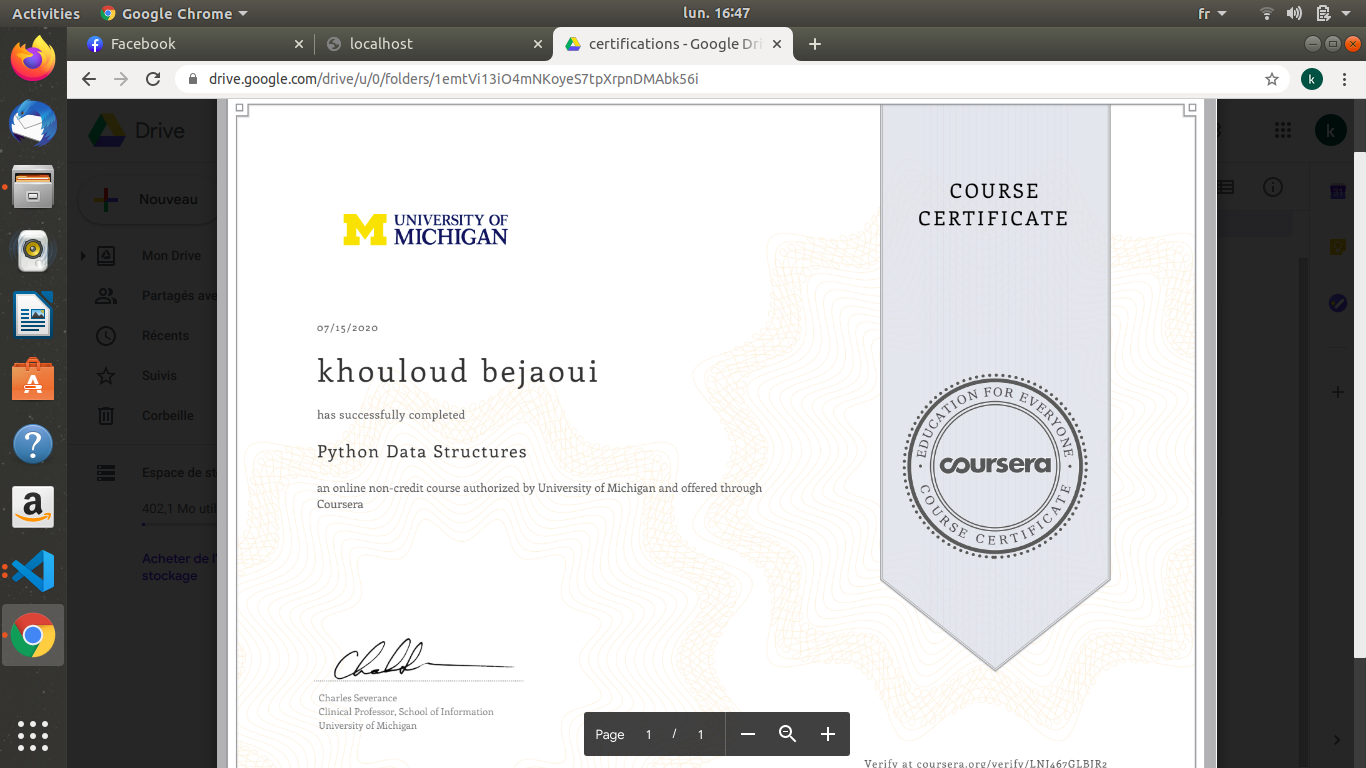 Activities
Google Chrome
lun. 16:47
fr
Facebook
localhost
certifications - Google Dri
drive.google.com/drive/u/0/folders/1emtVi13iO4mNKoyeS7tpXrpnDMAbk56i
k
Drive
k
Nouveau
Mon Drive
Partagés ave
Récents
Suivis
Corbeille
Espace de st
402,1 Mo util
Acheter de l'
stockage
UNIVERSITY OF
MICHIGAN
COURSE
CERTIFICATE
07/15/2020
khouloud bejaoui
has successfully completed
Python Data Structures
an online non-credit course authorized by University of Michigan and offered through
Coursera
EDUCATION FOR EVERYONE
coursera
COURSE CERTIFICATE
Charles Severance
Clinical Professor, School of Information
University of Michigan
Page 1 / 1
Verify at coursera.org/verify/LNJ467GLBJR2